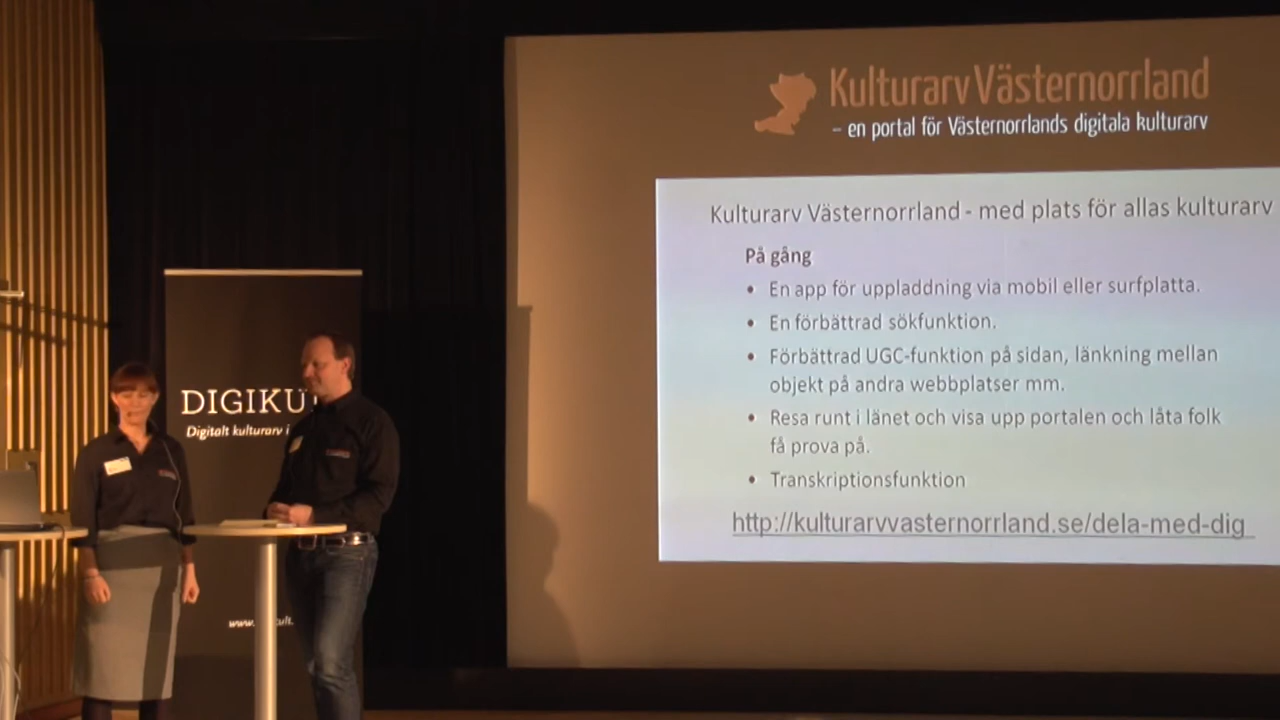 KulturarvVästernorrland
– en portal för Västernorrlands digitala kulturarv
Kulturarv Västernorrland - med plats för allas kulturarv
På gång
• En app för uppladdning via mobil eller surfplatta.
• En förbättrad sökfunktion.
• Förbättrad UGC-funktion på sidan, länkning mellan
objekt på andra webbplatser mm.
• Resa runt i länet och visa upp portalen och låta folk
få prova på.
• Transkriptionsfunktion
http://kulturarvvasternorrland.se/dela-med-dig
DIGIKU
Digitalt kulturarv i
www.